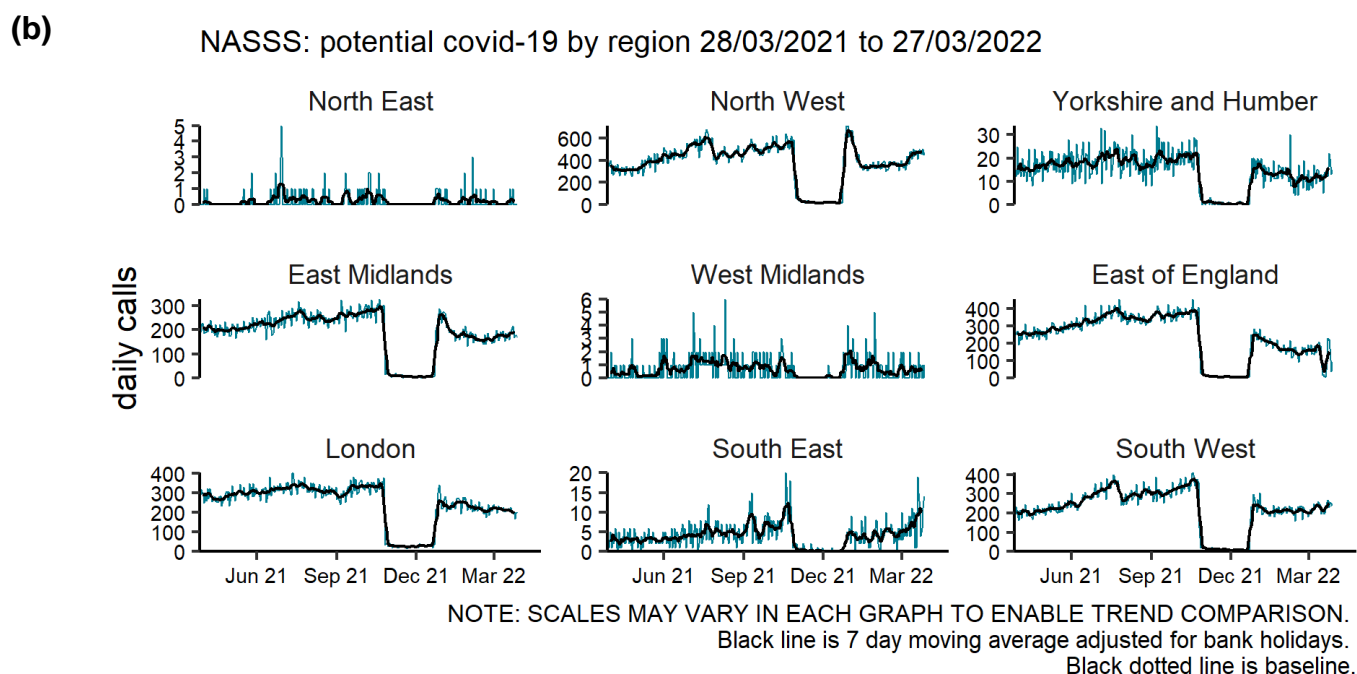 (b)
NASSS: potential covid-19 by region 28/03/2021 to 27/03/2022
daily calls
North East
5
4
3
2
1
0
North West
600
400
200
0
Yorkshire and Humber
30
20
10
0
East Midlands
300
200
100
0
West Midlands
6
5
4
3
2
1
0
East of England
400
300
200
100
0
London
400
300
200
100
0
South East
20
15
10
5
0
South West
400
300
200
100
0
Jun 21 Sep 21 Dec 21 Mar 22
Jun 21 Sep 21 Dec 21 Mar 22
Jun 21 Sep 21 Dec 21 Mar 22
NOTE: SCALES MAY VARY IN EACH GRAPH TO ENABLE TREND COMPARISON.
Black line is 7 day moving average adjusted for bank holidays.
Black dotted line is baseline.